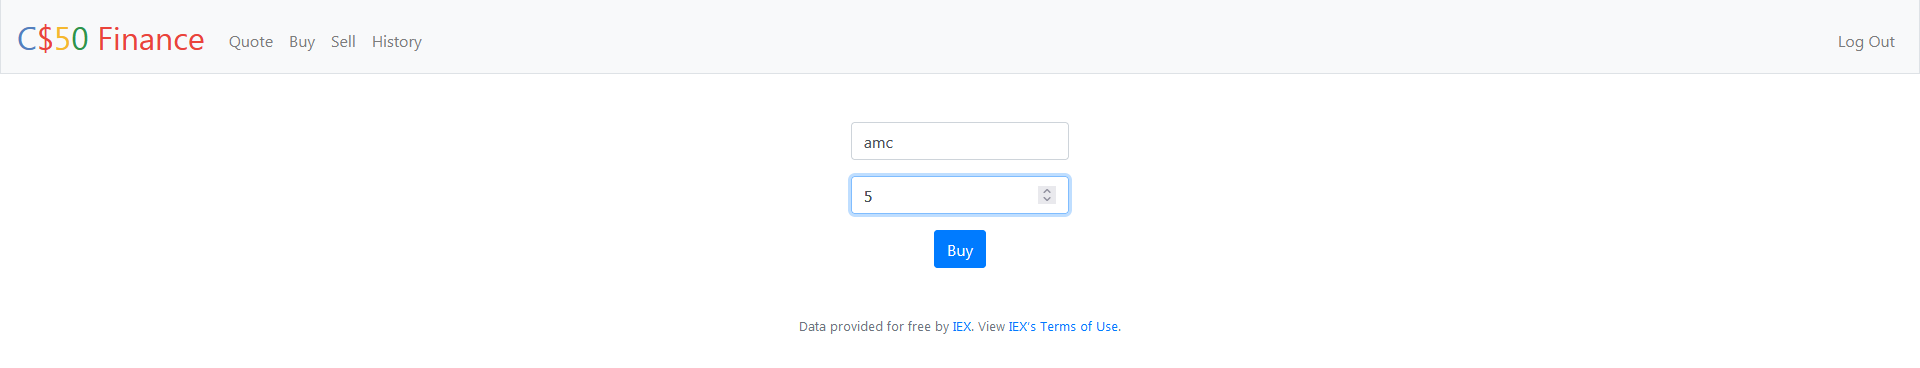 C$50 Finance Quote Buy Sell History Log Out
amc
5
Buy
Data provided for free by IEX. View IEX's Terms of Use.